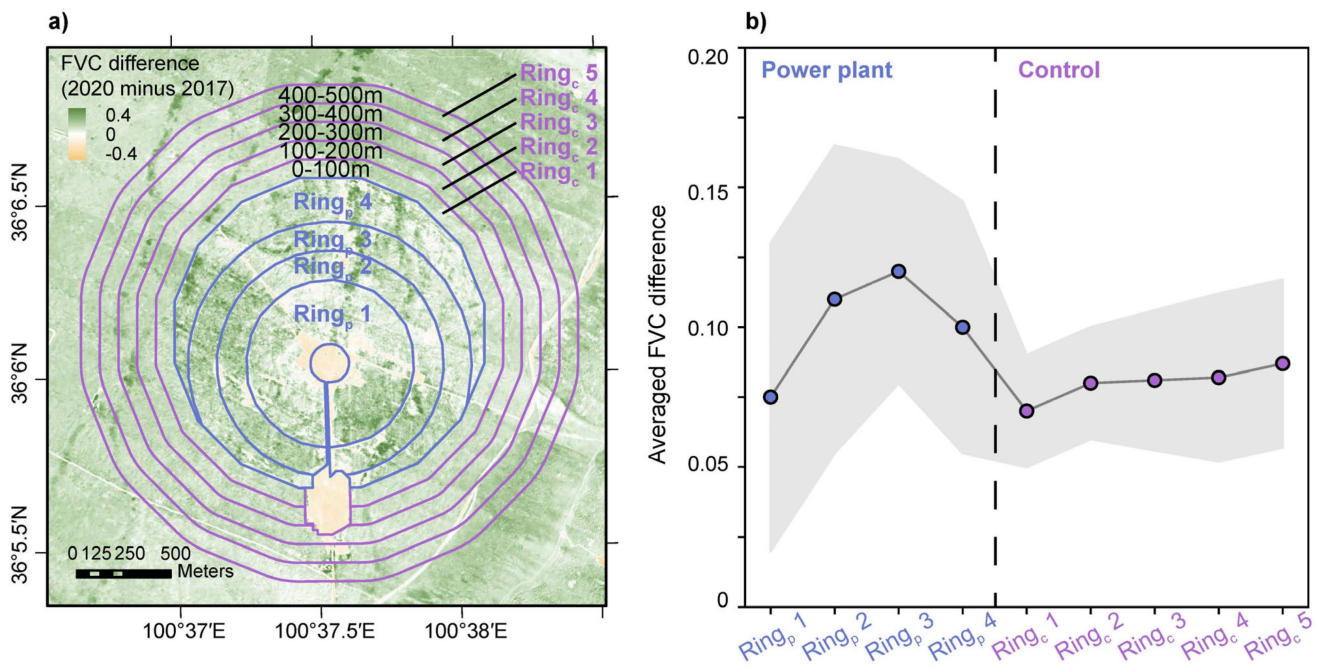 a)
FVC difference
(2020 minus 2017)
0.4
0
-0.4
400-500m
300-400m
200-300m
100-200m
0-100m
Ringc 5
Ringc 4
Ringc 3
Ringc 2
Ringc 1
Ringp 4
Ringp 3
Ringp 2
Ringp 1
36°6.5′N
36°6′N
36°5.5′N
0 125 250 500
Meters
100°37′E 100°37.5′E 100°38′E
b)
Power plant
Control
Averaged FVC difference
0.20
0.15
0.10
0.05
0
Ringp 1 Ringp 2 Ringp 3 Ringp 4 Ringc 1 Ringc 2 Ringc 3 Ringc 4 Ringc 5